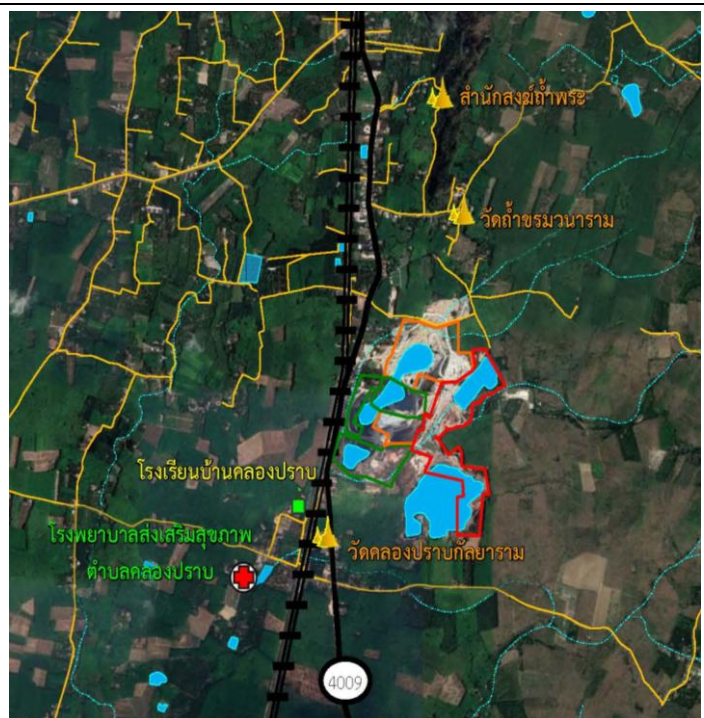 สำนักสงฆ์ถ้ำพระ
วัดถ้ำขรมวนาราม
โรงเรียนบ้านคลองปราบ
โรงพยาบาลส่งเสริมสุขภาพ
ตำบลคลองปราบ
วัดคลองปราบกัลยาราม
4009